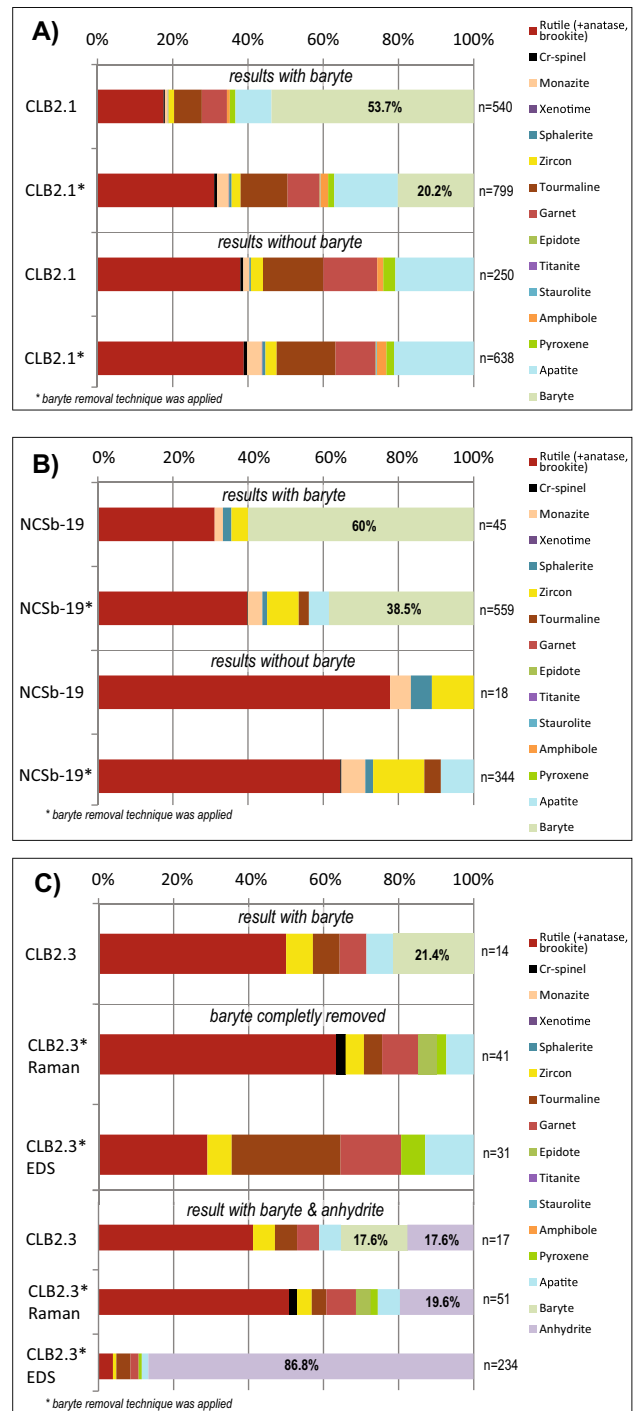 A)
0% 20% 40% 60% 80% 100%
results with baryte
CLB2.1 53.7% n=540
CLB2.1* 20.2% n=799
results without baryte
CLB2.1 n=250
CLB2.1* n=638
* baryte removal technique was applied
Rutile (+anatase,
brookite)
Cr-spinel
Monazite
Xenotime
Sphalerite
Zircon
Tourmaline
Garnet
Epidote
Titanite
Staurolite
Amphibole
Pyroxene
Apatite
Baryte
B)
0% 20% 40% 60% 80% 100%
results with baryte
NCSb-19 60% n=45
NCSb-19* 38.5% n=559
results without baryte
NCSb-19 n=18
NCSb-19* n=344
* baryte removal technique was applied
Rutile (+anatase,
brookite)
Cr-spinel
Monazite
Xenotime
Sphalerite
Zircon
Tourmaline
Garnet
Epidote
Titanite
Staurolite
Amphibole
Pyroxene
Apatite
Baryte
C)
0% 20% 40% 60% 80% 100%
result with baryte
CLB2.3 21.4% n=14
baryte completly removed
CLB2.3*
Raman n=41
CLB2.3*
EDS n=31
result with baryte & anhydrite
CLB2.3 17.6% 17.6% n=17
CLB2.3*
Raman 19.6% n=51
CLB2.3*
EDS 86.8% n=234
* baryte removal technique was applied
Rutile (+anatase,
brookite)
Cr-spinel
Monazite
Xenotime
Sphalerite
Zircon
Tourmaline
Garnet
Epidote
Titanite
Staurolite
Amphibole
Pyroxene
Apatite
Baryte
Anhydrite